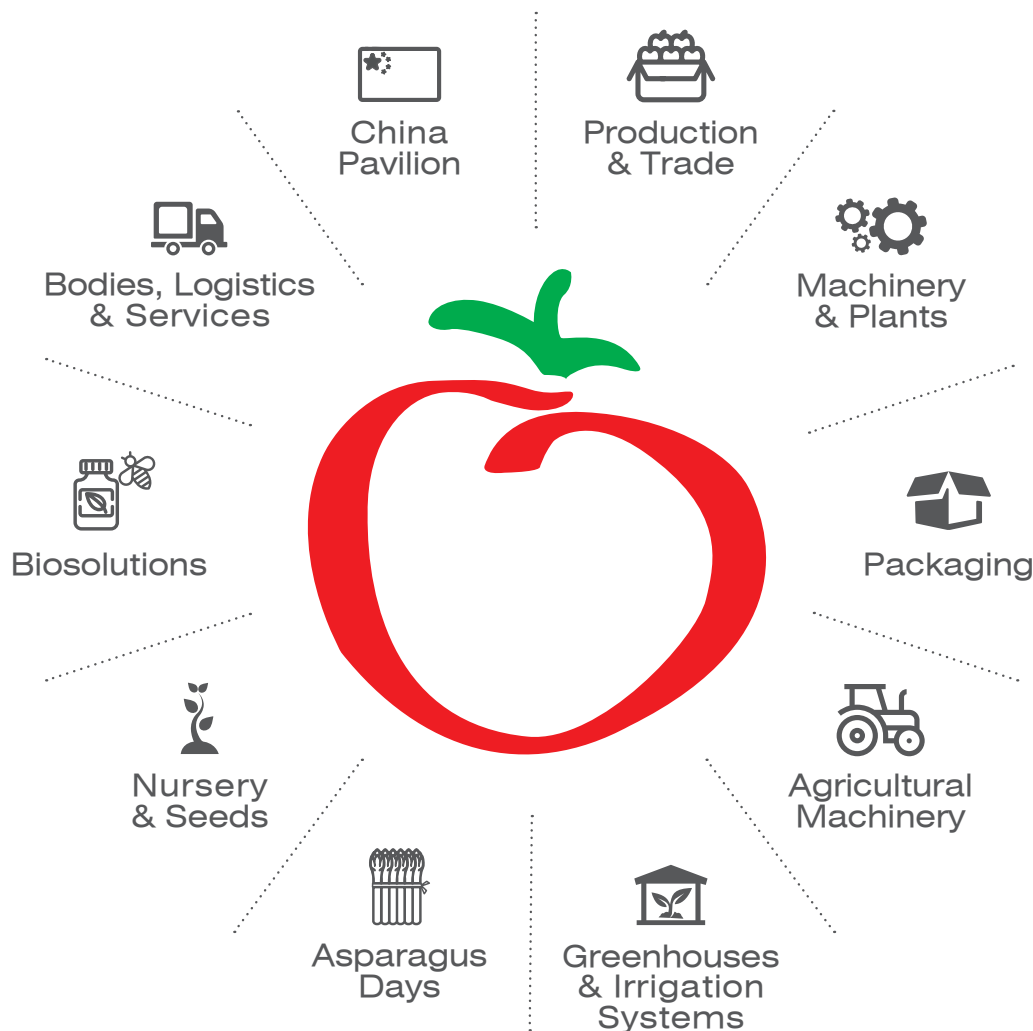 China
Pavilion
Production
& Trade
Machinery
& Plants
Packaging
Agricultural
Machinery
Greenhouses
& Irrigation
Systems
Asparagus
Days
Nursery
& Seeds
Biosolutions
Bodies, Logistics
& Services